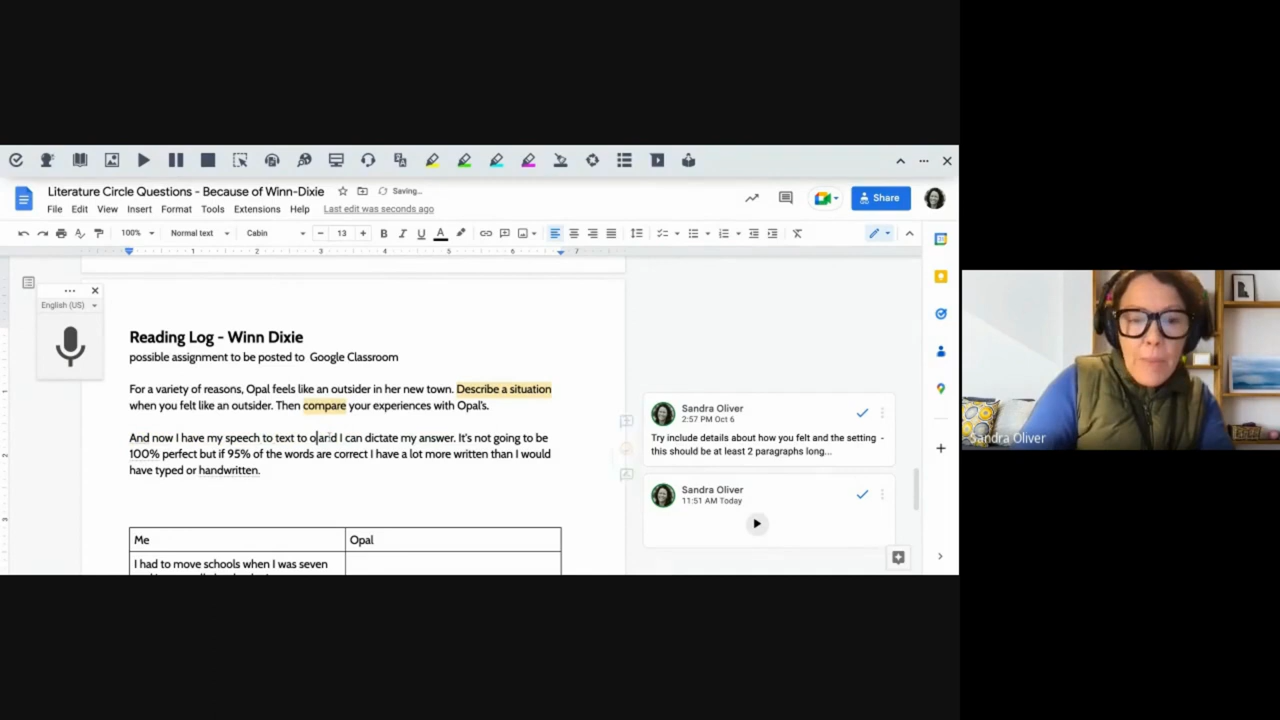 Literature Circle Questions - Because of Winn-Dixie
Saving...
File Edit View Insert Format Tools Extensions Help Last edit was seconds ago
Share
100% Normal text Cabin 13
1 2 3 4 5 6 7
English (US)
Reading Log - Winn Dixie
possible assignment to be posted to Google Classroom
For a variety of reasons, Opal feels like an outsider in her new town. Describe a situation
when you felt like an outsider. Then compare your experiences with Opal's.
And now I have my speech to text to o and I can dictate my answer. It's not going to be
100% perfect but if 95% of the words are correct I have a lot more written than I would
have typed or handwritten.
Me Opal
I had to move schools when I was seven
Sandra Oliver
2:57 PM Oct 6
Try include details about how you felt and the setting -
this should be at least 2 paragraphs long...
Sandra Oliver
11:51 AM Today
Sandra Oliver